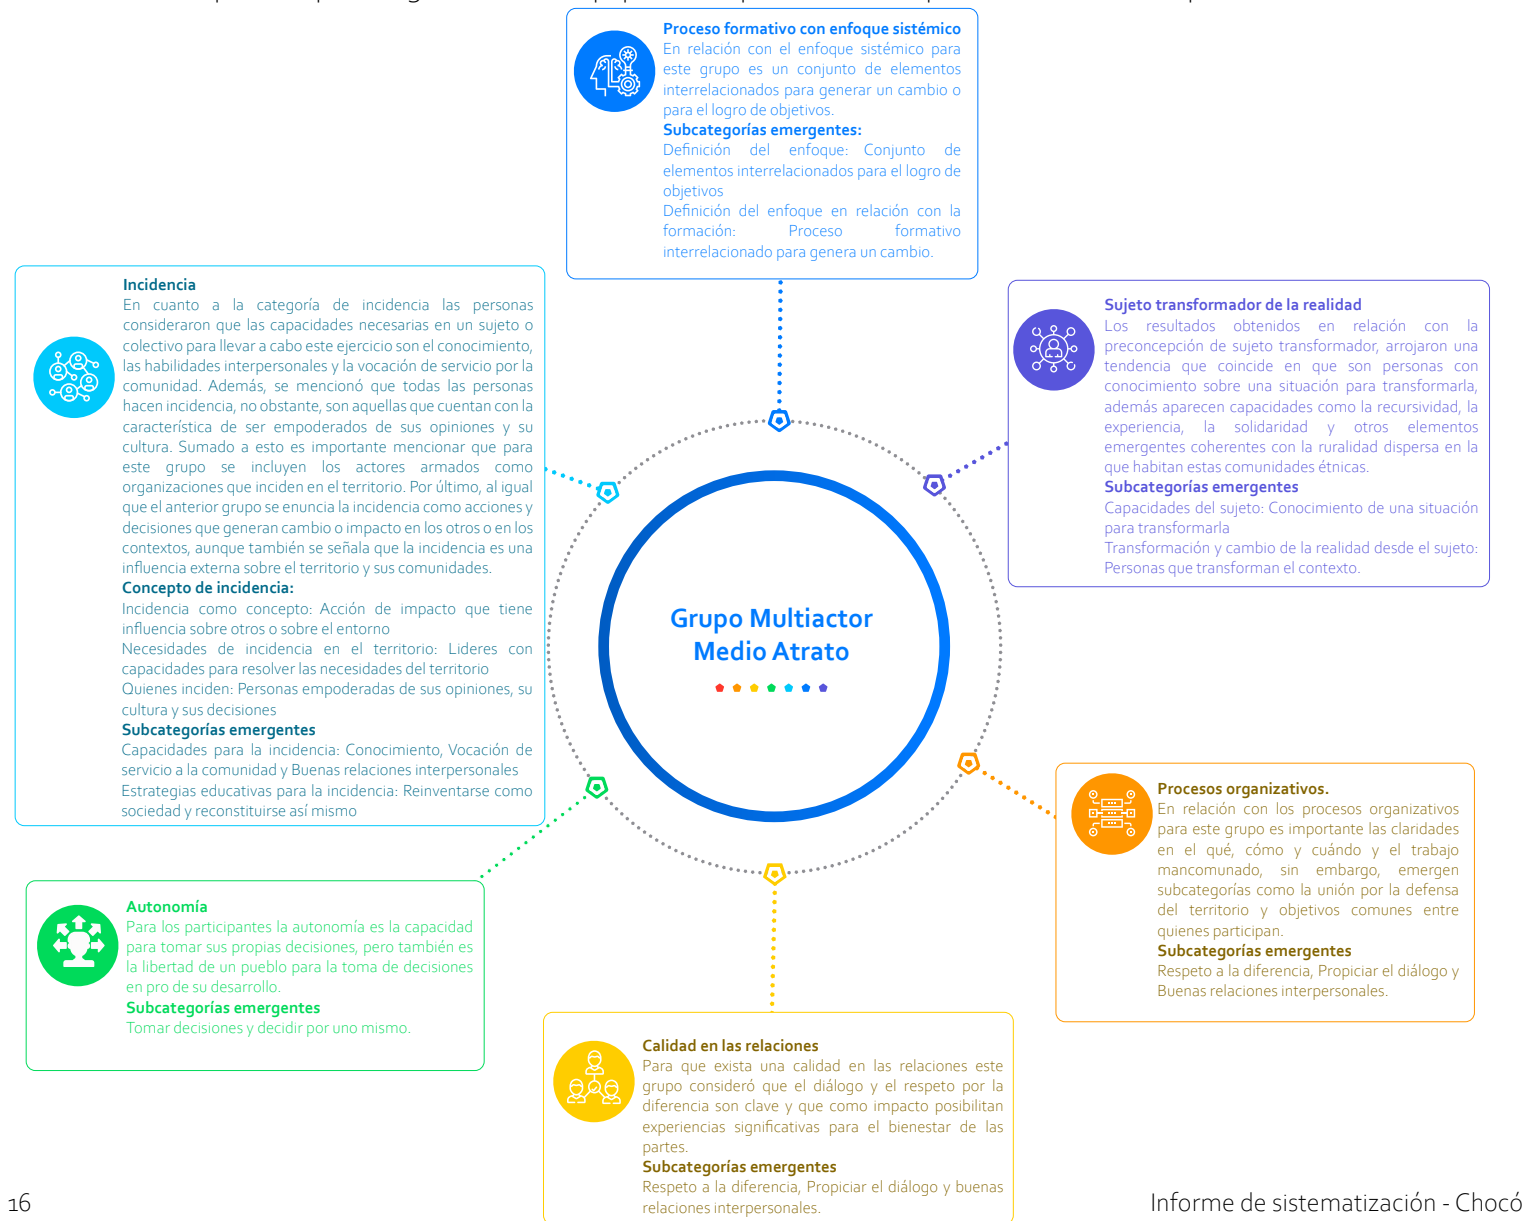 Proceso formativo con enfoque sistémico
En relación con el enfoque sistémico para
este grupo es un conjunto de elementos
interrelacionados para generar un cambio o
para el logro de objetivos.
Subcategorías emergentes:
Definición del enfoque: Conjunto de
elementos interrelacionados para el logro de
objetivos
Definición del enfoque en relación con la
formación: Proceso formativo
interrelacionado para genera un cambio.
Incidencia
En cuanto a la categoría de incidencia las personas
consideraron que las capacidades necesarias en un sujeto o
colectivo para llevar a cabo este ejercicio son el conocimiento,
las habilidades interpersonales y la vocación de servicio por la
comunidad. Además, se mencionó que todas las personas
hacen incidencia, no obstante, son aquellas que cuentan con la
característica de ser empoderados de sus opiniones y su
cultura. Sumado a esto es importante mencionar que para
este grupo se incluyen los actores armados como
organizaciones que inciden en el territorio. Por último, al igual
que el anterior grupo se enuncia la incidencia como acciones y
decisiones que generan cambio o impacto en los otros o en los
contextos, aunque también se señala que la incidencia es una
influencia externa sobre el territorio y sus comunidades.
Concepto de incidencia:
Incidencia como concepto: Acción de impacto que tiene
influencia sobre otros o sobre el entorno
Necesidades de incidencia en el territorio: Lideres con
capacidades para resolver las necesidades del territorio
Quienes inciden: Personas empoderadas de sus opiniones, su
cultura y sus decisiones
Subcategorías emergentes
Capacidades para la incidencia: Conocimiento, Vocación de
servicio a la comunidad y Buenas relaciones interpersonales
Estrategias educativas para la incidencia: Reinventarse como
sociedad y reconstituirse así mismo
Sujeto transformador de la realidad
Los resultados obtenidos en relación con la
preconcepción de sujeto transformador, arrojaron una
tendencia que coincide en que son personas con
conocimiento sobre una situación para transformarla,
además aparecen capacidades como la recursividad, la
experiencia, la solidaridad y otros elementos
emergentes coherentes con la ruralidad dispersa en la
que habitan estas comunidades étnicas.
Subcategorías emergentes
Capacidades del sujeto: Conocimiento de una situación
para transformarla
Transformación y cambio de la realidad desde el sujeto:
Personas que transforman el contexto.
Grupo Multiactor
Medio Atrato
Procesos organizativos.
En relación con los procesos organizativos
para este grupo es importante las claridades
en el qué, cómo y cuándo y el trabajo
mancomunado, sin embargo, emergen
subcategorías como la unión por la defensa
del territorio y objetivos comunes entre
quienes participan.
Subcategorías emergentes
Respeto a la diferencia, Propiciar el diálogo y
Buenas relaciones interpersonales.
Autonomía
Para los participantes la autonomía es la capacidad
para tomar sus propias decisiones, pero también es
la libertad de un pueblo para la toma de decisiones
en pro de su desarrollo.
Subcategorías emergentes
Tomar decisiones y decidir por uno mismo.
Calidad en las relaciones
Para que exista una calidad en las relaciones este
grupo consideró que el diálogo y el respeto por la
diferencia son clave y que como impacto posibilitan
experiencias significativas para el bienestar de las
partes.
Subcategorías emergentes
Respeto a la diferencia, Propiciar el diálogo y buenas
relaciones interpersonales.
16
Informe de sistematización - Chocó